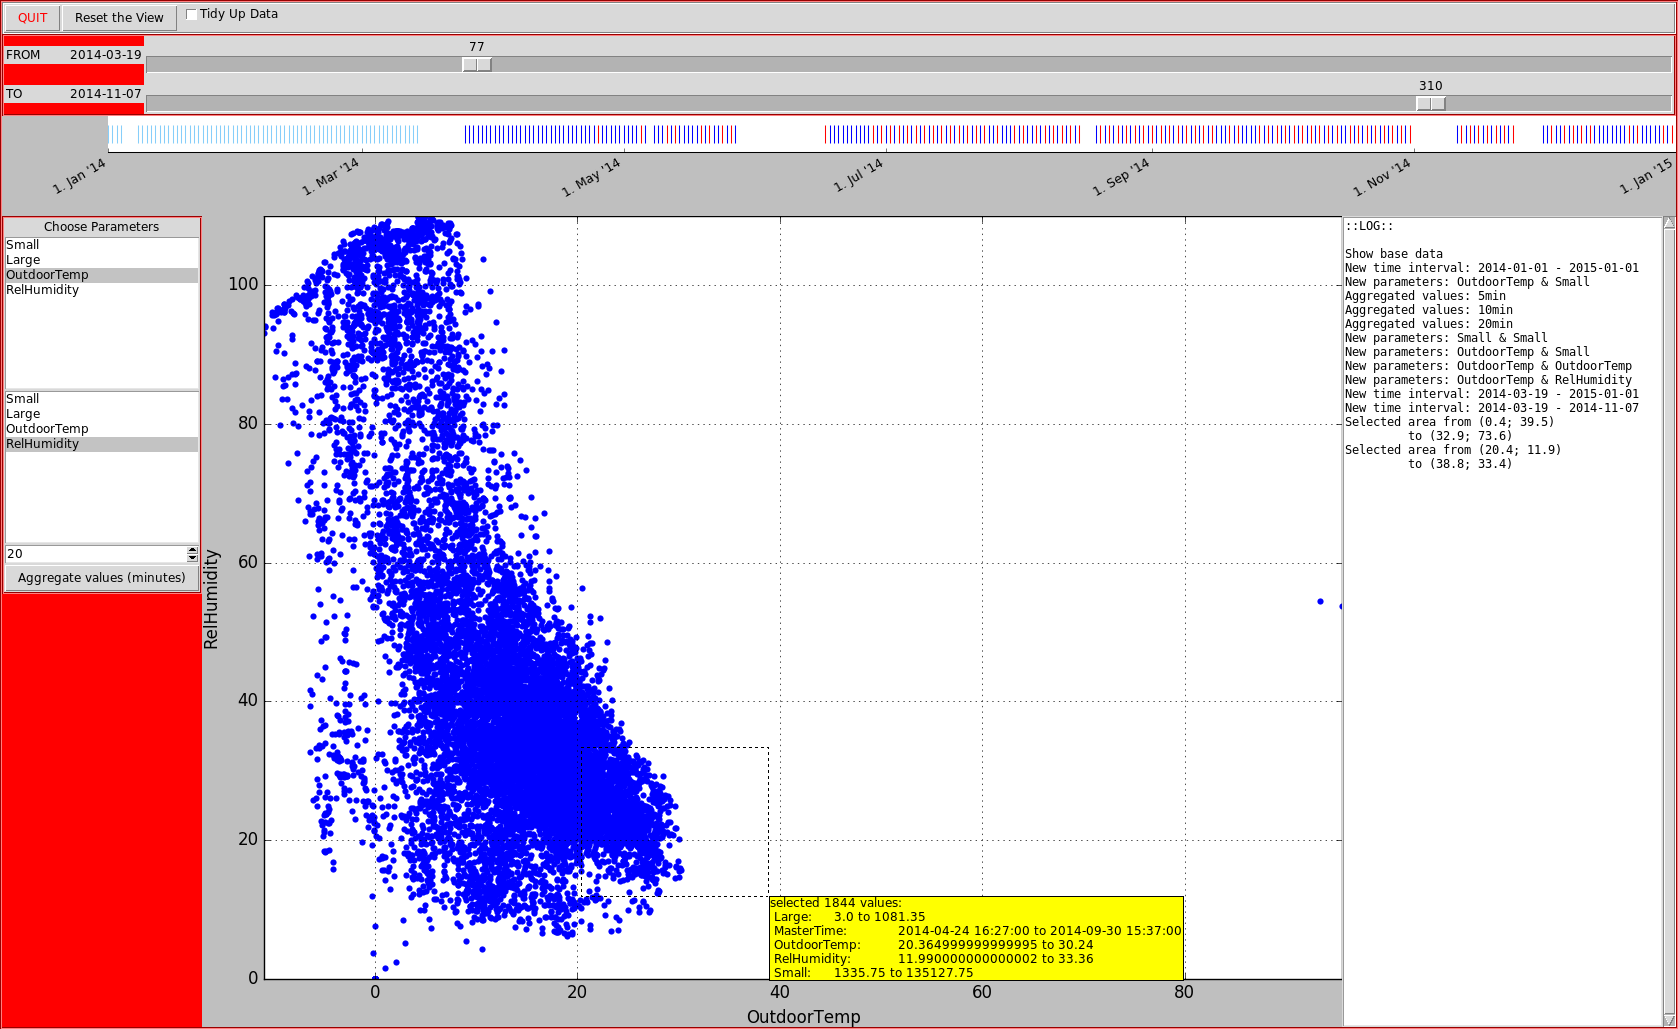 QUIT Reset the View Tidy Up Data
77
FROM 2014-03-19
310
TO 2014-11-07
1. Jan '14 1. Mar '14 1. May '14 1. Jul '14 1. Sep '14 1. Nov '14 1. Jan '15
Choose Parameters
Small
Large
OutdoorTemp
RelHumidity
Small
Large
OutdoorTemp
RelHumidity
20
Aggregate values (minutes)
RelHumidity
100
80
60
40
20
0
0 20 40 60 80
OutdoorTemp
selected 1844 values:
Large: 3.0 to 1081.35
MasterTime: 2014-04-24 16:27:00 to 2014-09-30 15:37:00
OutdoorTemp: 20.364999999999995 to 30.24
RelHumidity: 11.990000000000002 to 33.36
Small: 1335.75 to 135127.75
::LOG::
Show base data
New time interval: 2014-01-01 - 2015-01-01
New parameters: OutdoorTemp & Small
Aggregated values: 5min
Aggregated values: 10min
Aggregated values: 20min
New parameters: Small & Small
New parameters: OutdoorTemp & Small
New parameters: OutdoorTemp & OutdoorTemp
New parameters: OutdoorTemp & RelHumidity
New time interval: 2014-03-19 - 2015-01-01
New time interval: 2014-03-19 - 2014-11-07
Selected area from (0.4; 39.5)
to (32.9; 73.6)
Selected area from (20.4; 11.9)
to (38.8; 33.4)